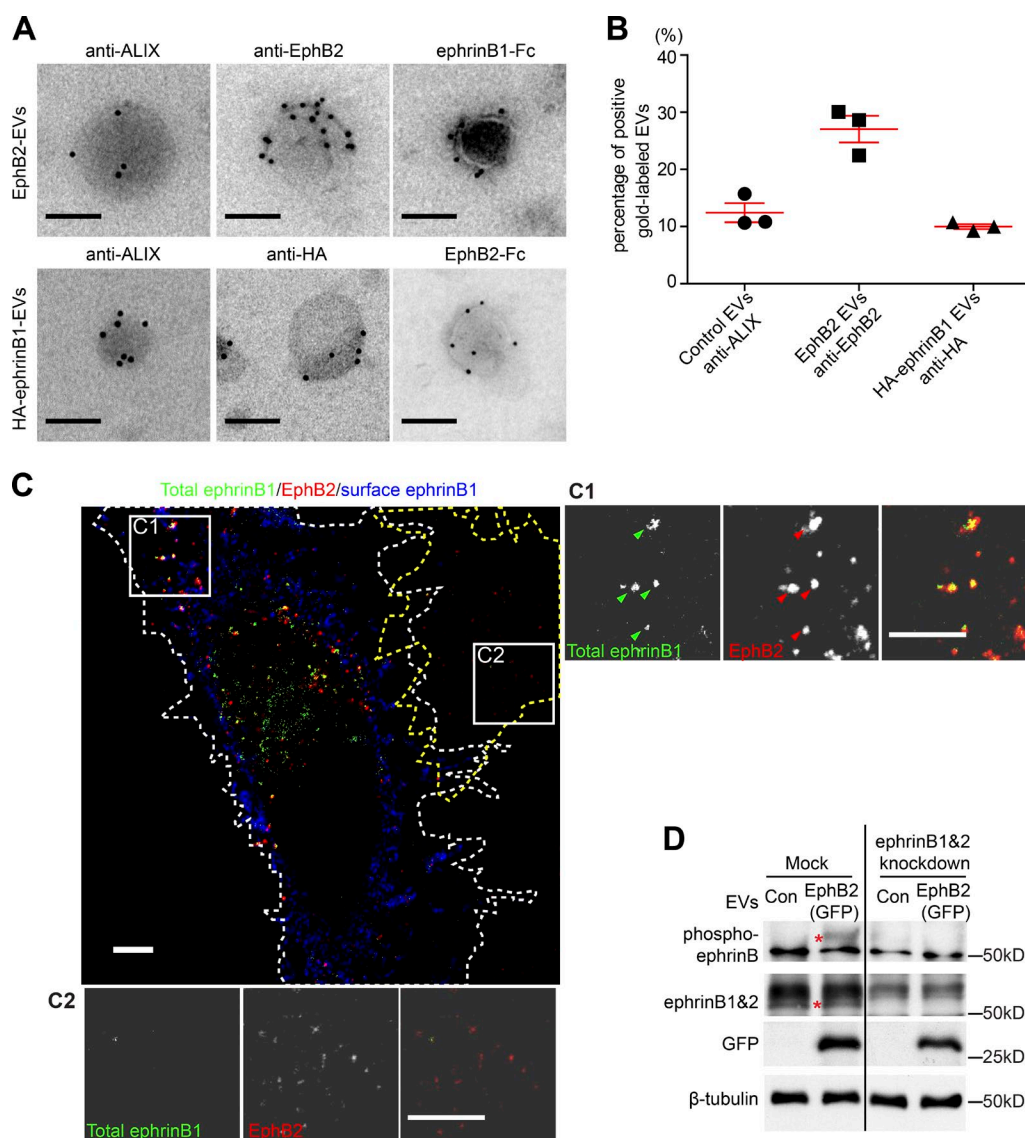 A
anti-ALIX anti-EphB2 ephrinB1-Fc
EphB2-EVs
anti-ALIX anti-HA EphB2-Fc
HA-ephrinB1-EVs
B
(%)
percentage of positive
gold-labeled EVs
40
30
20
10
0
Control EVs
anti-ALIX
EphB2 EVs
anti-EphB2
HA-ephrinB1 EVs
anti-HA
C
Total ephrinB1/EphB2/surface ephrinB1
C1
C2
C1
Total ephrinB1 EphB2
C2
Total ephrinB1 EphB2
D
Mock
ephrinB1&2
knockdown
EVs Con EphB2
(GFP)
Con EphB2
(GFP)
phospho-
ephrinB
*
50kD
ephrinB1&2
*
50kD
GFP
25kD
β-tubulin
50kD